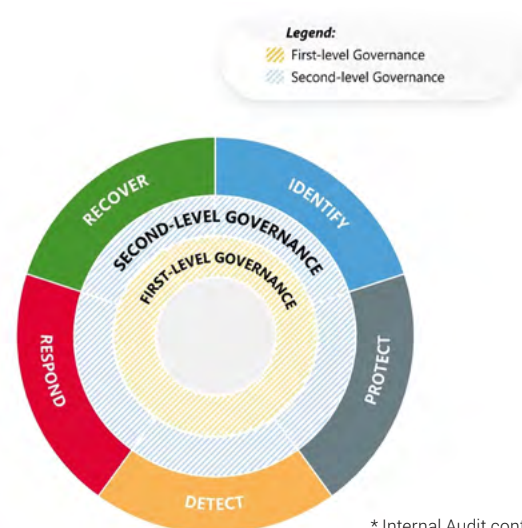 Legend:
First-level Governance
Second-level Governance
RECOVER
IDENTIFY
SECOND-LEVEL GOVERNANCE
FIRST-LEVEL GOVERNANCE
RESPOND
PROTECT
DETECT
* Internal Audit cont